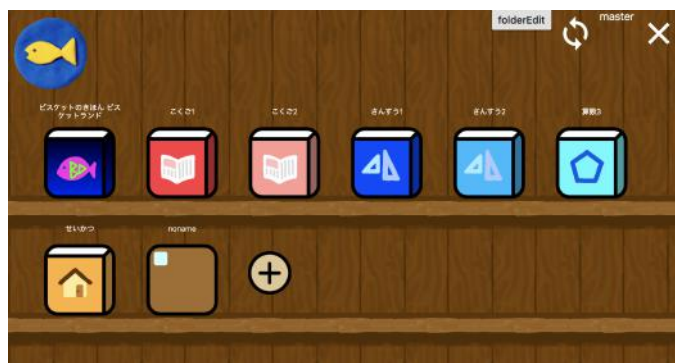 folderEdit
master
ビスケットのきほん ビス
ケットランド
こくご1
こくご2
さんすう1
さんすう2
算数3
BD
せいかつ
noname